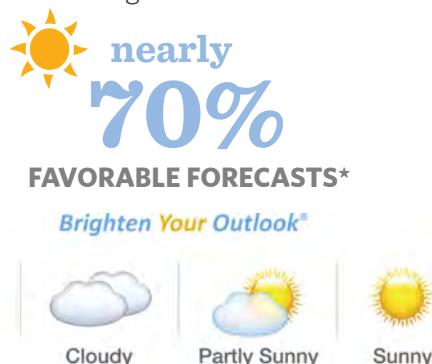 nearly
70%
FAVORABLE FORECASTS*
Brighten Your Outlook®
Cloudy Partly Sunny Sunny